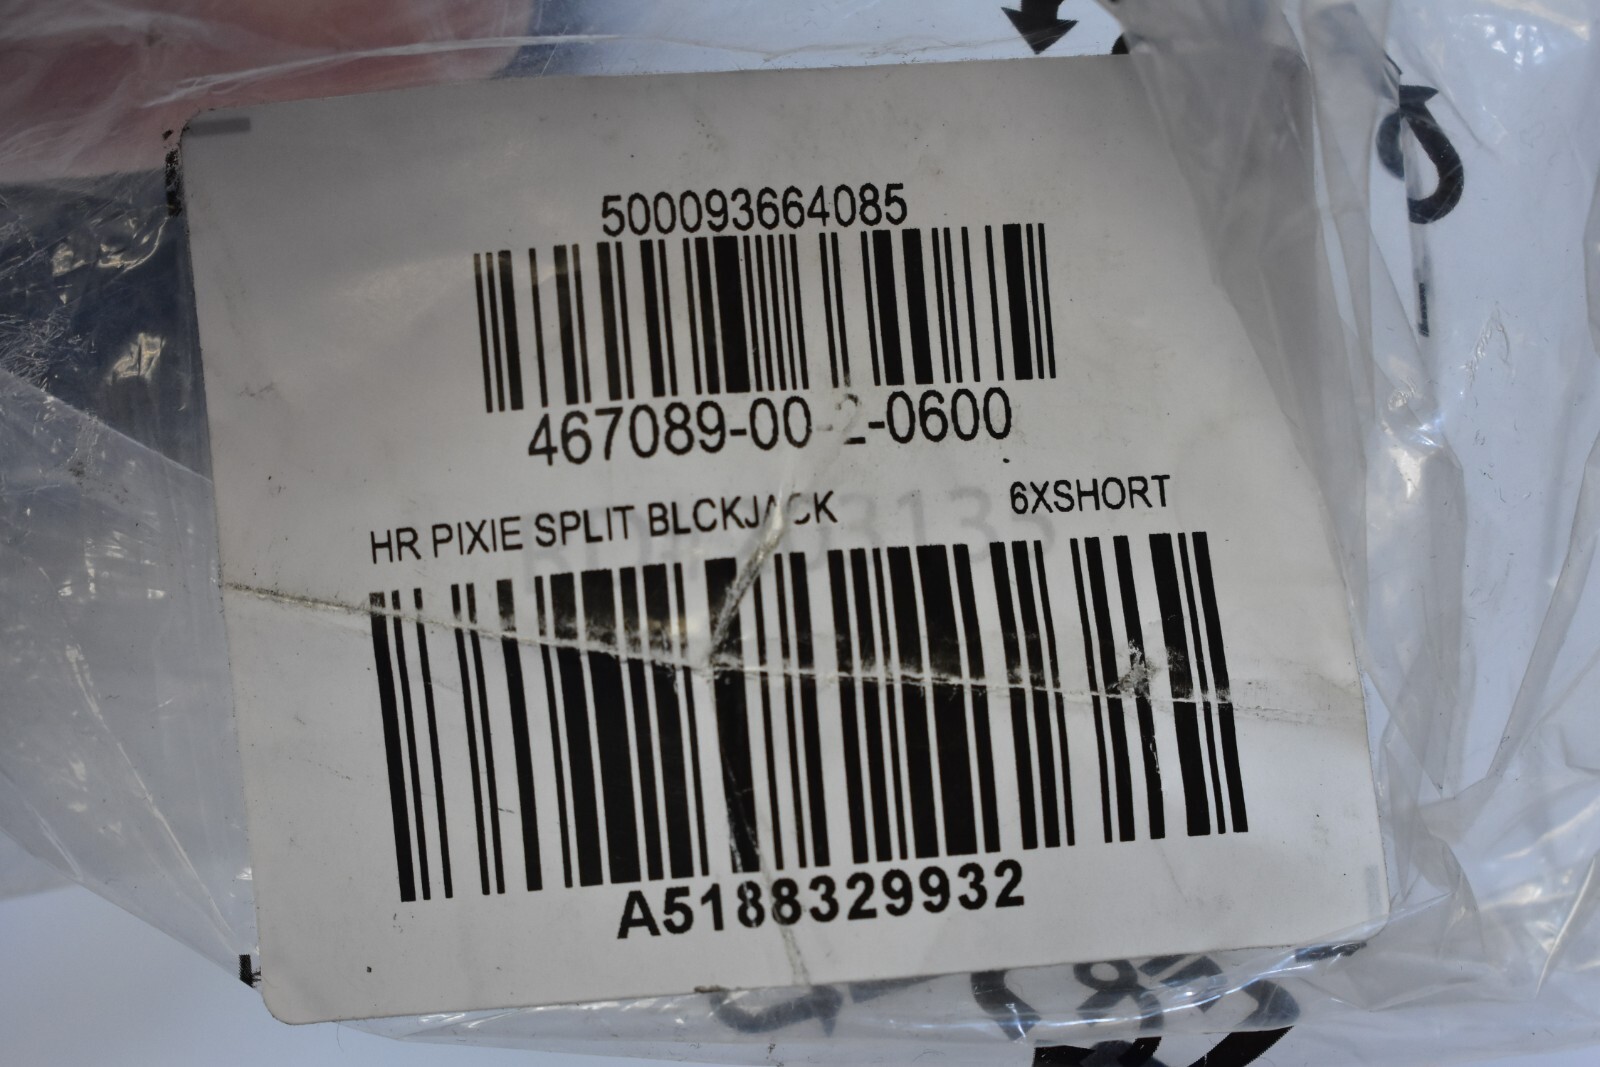 500093664085
467089-00 2-0600
HR PIXIE SPLIT BLCKJACK 6XSHORT
A5188329932